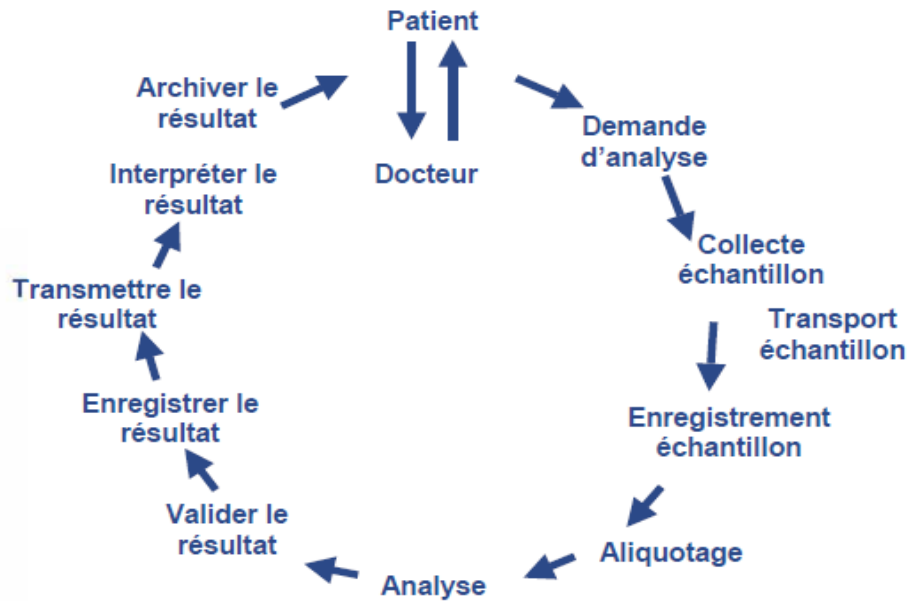 Patient
Docteur
Demande
d'analyse
Collecte
échantillon
Transport
échantillon
Enregistrement
échantillon
Aliquotage
Analyse
Valider le
résultat
Enregistrer le
résultat
Transmettre le
résultat
Interpréter le
résultat
Archiver le
résultat